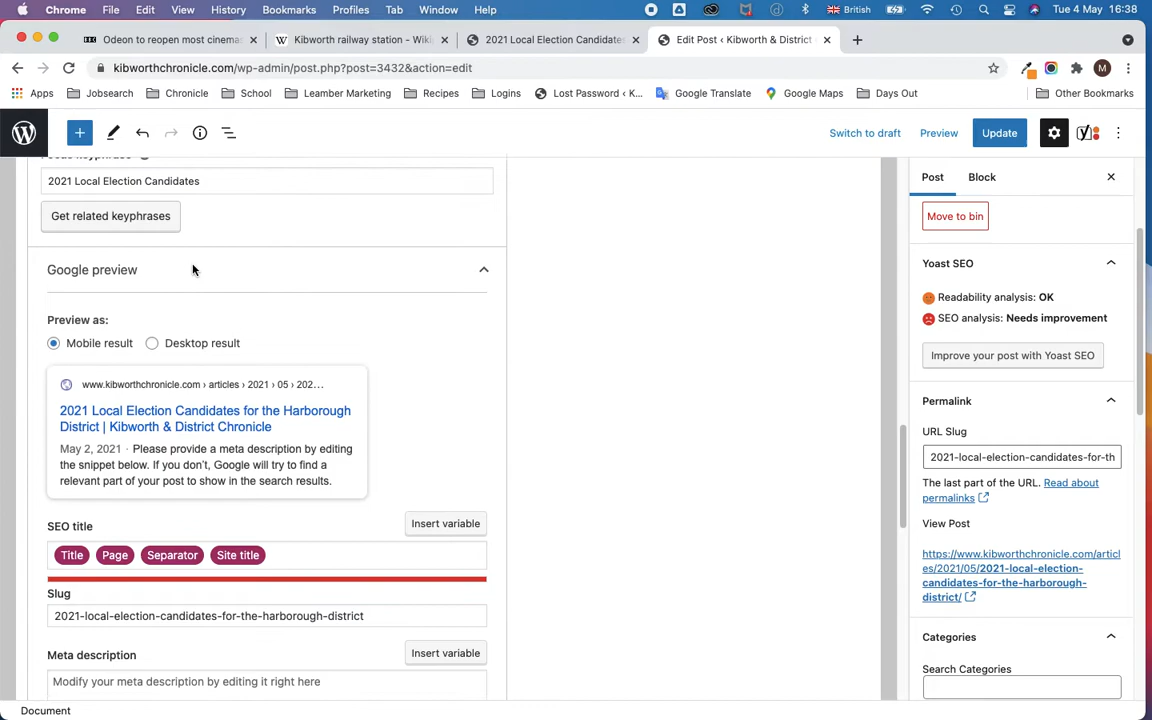 Chrome File Edit View History Bookmarks Profiles Tab Window Help British Tue 4 May 16:38
Odeon to reopen most cinema Kibworth railway station - Wiki 2021 Local Election Candidates Edit Post ‹ Kibworth & District
kibworthchronicle.com/wp-admin/post.php?post=3432&action=edit M
Apps Jobsearch Chronicle School Leamber Marketing Recipes Logins Lost Password ‹ K... Google Translate Google Maps Days Out Other Bookmarks
Switch to draft Preview Update
2021 Local Election Candidates
Get related keyphrases
Google preview
Preview as:
Mobile result Desktop result
www.kibworthchronicle.com › articles › 2021 › 05 › 202...
2021 Local Election Candidates for the Harborough
District | Kibworth & District Chronicle
May 2, 2021 · Please provide a meta description by editing
the snippet below. If you don't, Google will try to find a
relevant part of your post to show in the search results.
SEO title Insert variable
Title Page Separator Site title
Slug
2021-local-election-candidates-for-the-harborough-district
Meta description Insert variable
Modify your meta description by editing it right here
Post Block
Move to bin
Yoast SEO
Readability analysis: OK
SEO analysis: Needs improvement
Improve your post with Yoast SEO
Permalink
URL Slug
2021-local-election-candidates-for-th
The last part of the URL. Read about
permalinks
View Post
https://www.kibworthchronicle.com/articl
es/2021/05/2021-local-election-
candidates-for-the-harborough-
district/
Categories
Search Categories
Document